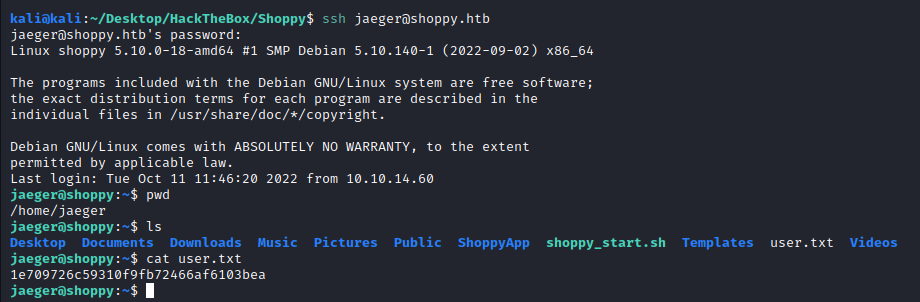 kali@kali:~/Desktop/HackTheBox/Shoppy$ ssh jaeger@shoppy.htb
jaeger@shoppy.htb's password:
Linux shoppy 5.10.0-18-amd64 #1 SMP Debian 5.10.140-1 (2022-09-02) x86_64
The programs included with the Debian GNU/Linux system are free software;
the exact distribution terms for each program are described in the
individual files in /usr/share/doc/*/copyright.
Debian GNU/Linux comes with ABSOLUTELY NO WARRANTY, to the extent
permitted by applicable law.
Last login: Tue Oct 11 11:46:20 2022 from 10.10.14.60
jaeger@shoppy:~$ pwd
/home/jaeger
jaeger@shoppy:~$ ls
Desktop Documents Downloads Music Pictures Public ShoppyApp shoppy_start.sh Templates user.txt Videos
jaeger@shoppy:~$ cat user.txt
1e709726c59310f9fb72466af6103bea
jaeger@shoppy:~$